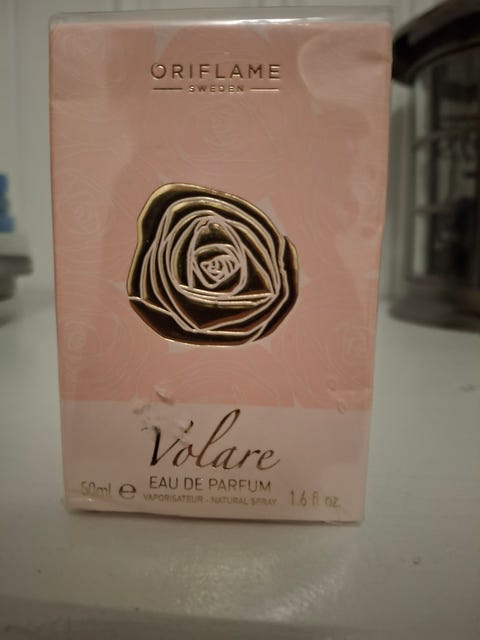 ORIFLAME
SWEDEN
Volare
EAU DE PARFUM
50ml e VAPORISATEUR - NATURAL SPRAY 1.6 fl. oz.